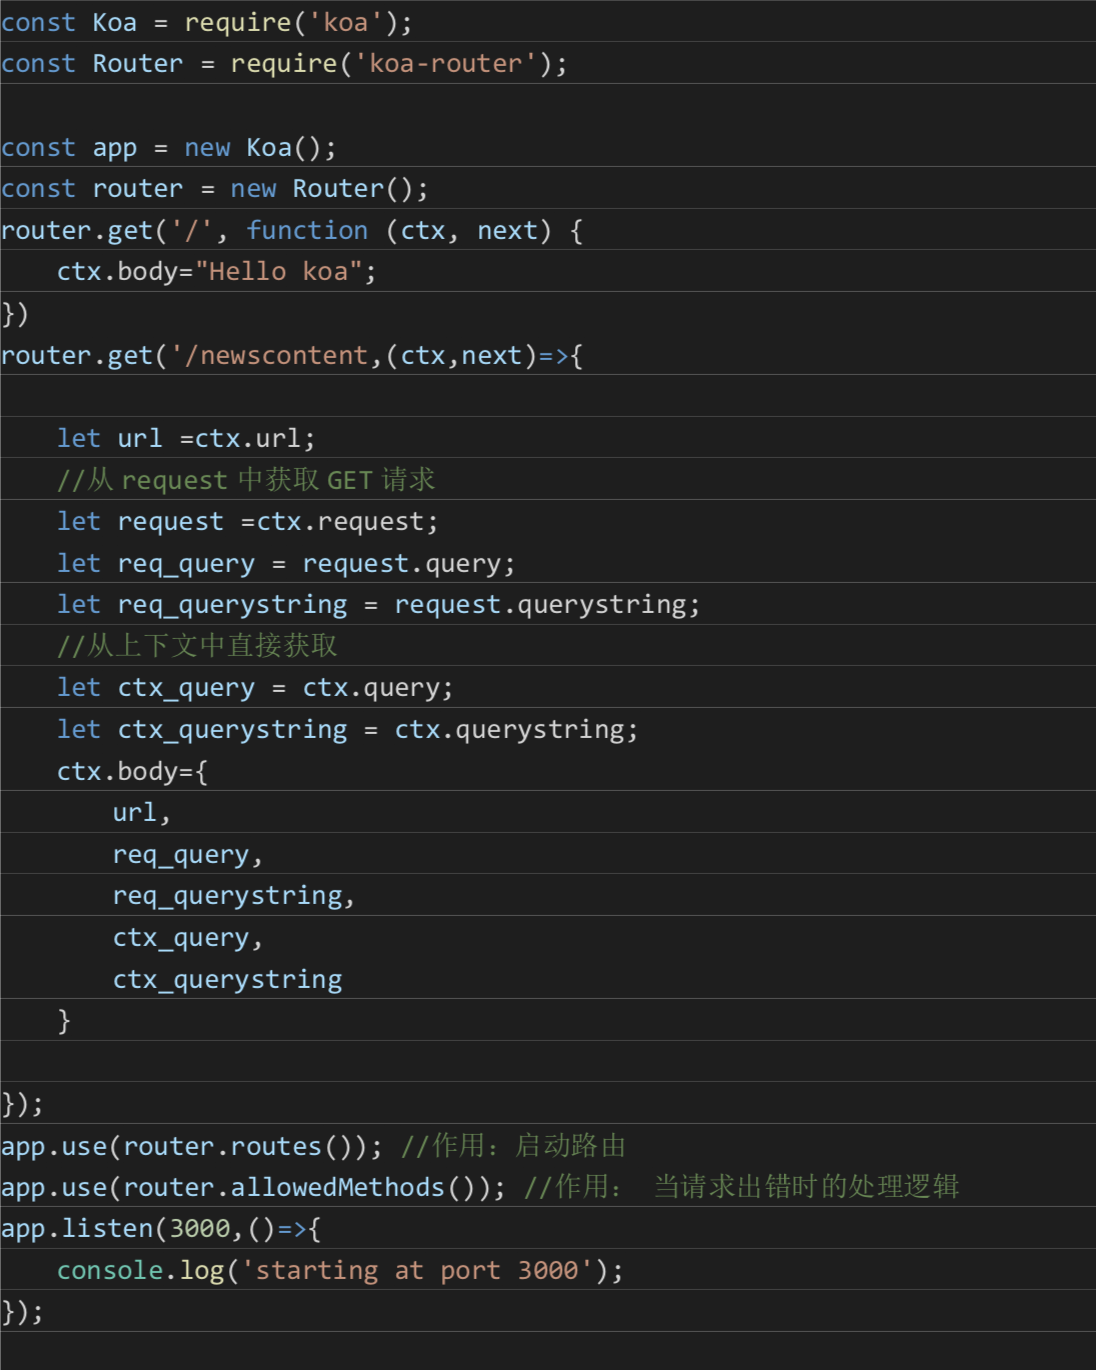 const Koa = require('koa');
const Router = require('koa-router');
const app = new Koa();
const router = new Router();
router.get('/', function (ctx, next) {
    ctx.body="Hello koa";
})
router.get('/newscontent,(ctx,next)=>{
    let url =ctx.url;
    //从 request 中获取 GET 请求
    let request =ctx.request;
    let req_query = request.query;
    let req_querystring = request.querystring;
    //从上下文中直接获取
    let ctx_query = ctx.query;
    let ctx_querystring = ctx.querystring;
    ctx.body={
        url,
        req_query,
        req_querystring,
        ctx_query,
        ctx_querystring
    }
});
app.use(router.routes()); //作用：启动路由
app.use(router.allowedMethods()); //作用： 当请求出错时的处理逻辑
app.listen(3000,()=>{
    console.log('starting at port 3000');
});